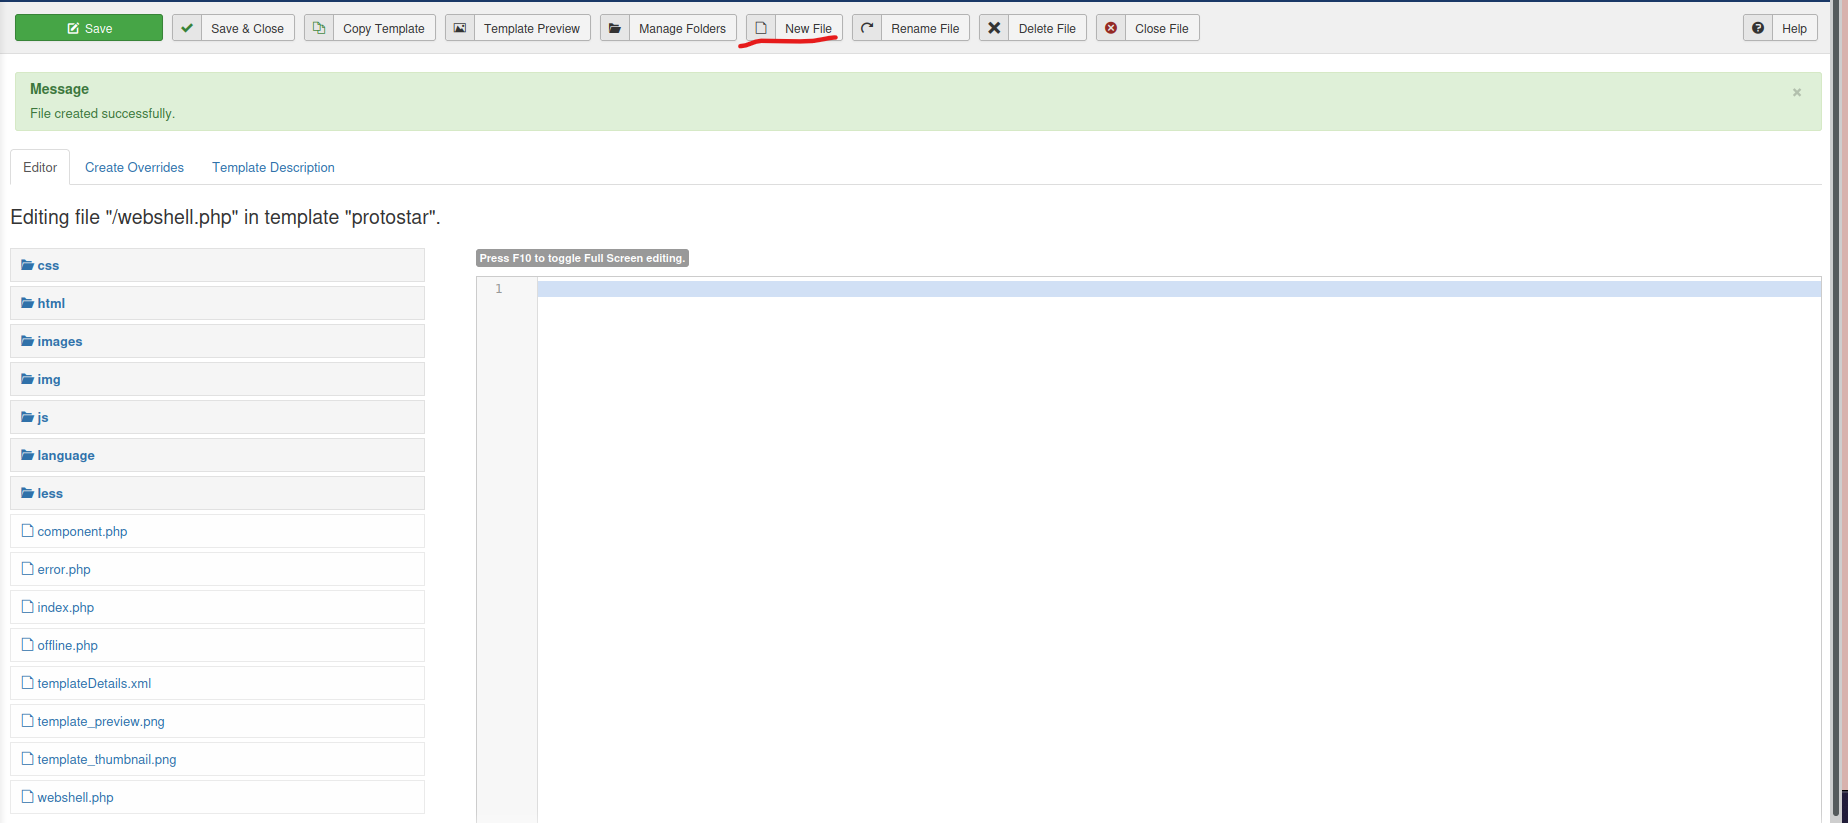 Save
Save & Close
Copy Template
Template Preview
Manage Folders
New File
Rename File
Delete File
Close File
Help
Message
×
File created successfully.
Editor
Create Overrides
Template Description
Editing file "/webshell.php" in template "protostar".
css
html
images
img
js
language
less
component.php
error.php
index.php
offline.php
templateDetails.xml
template_preview.png
template_thumbnail.png
webshell.php
Press F10 to toggle Full Screen editing.
1